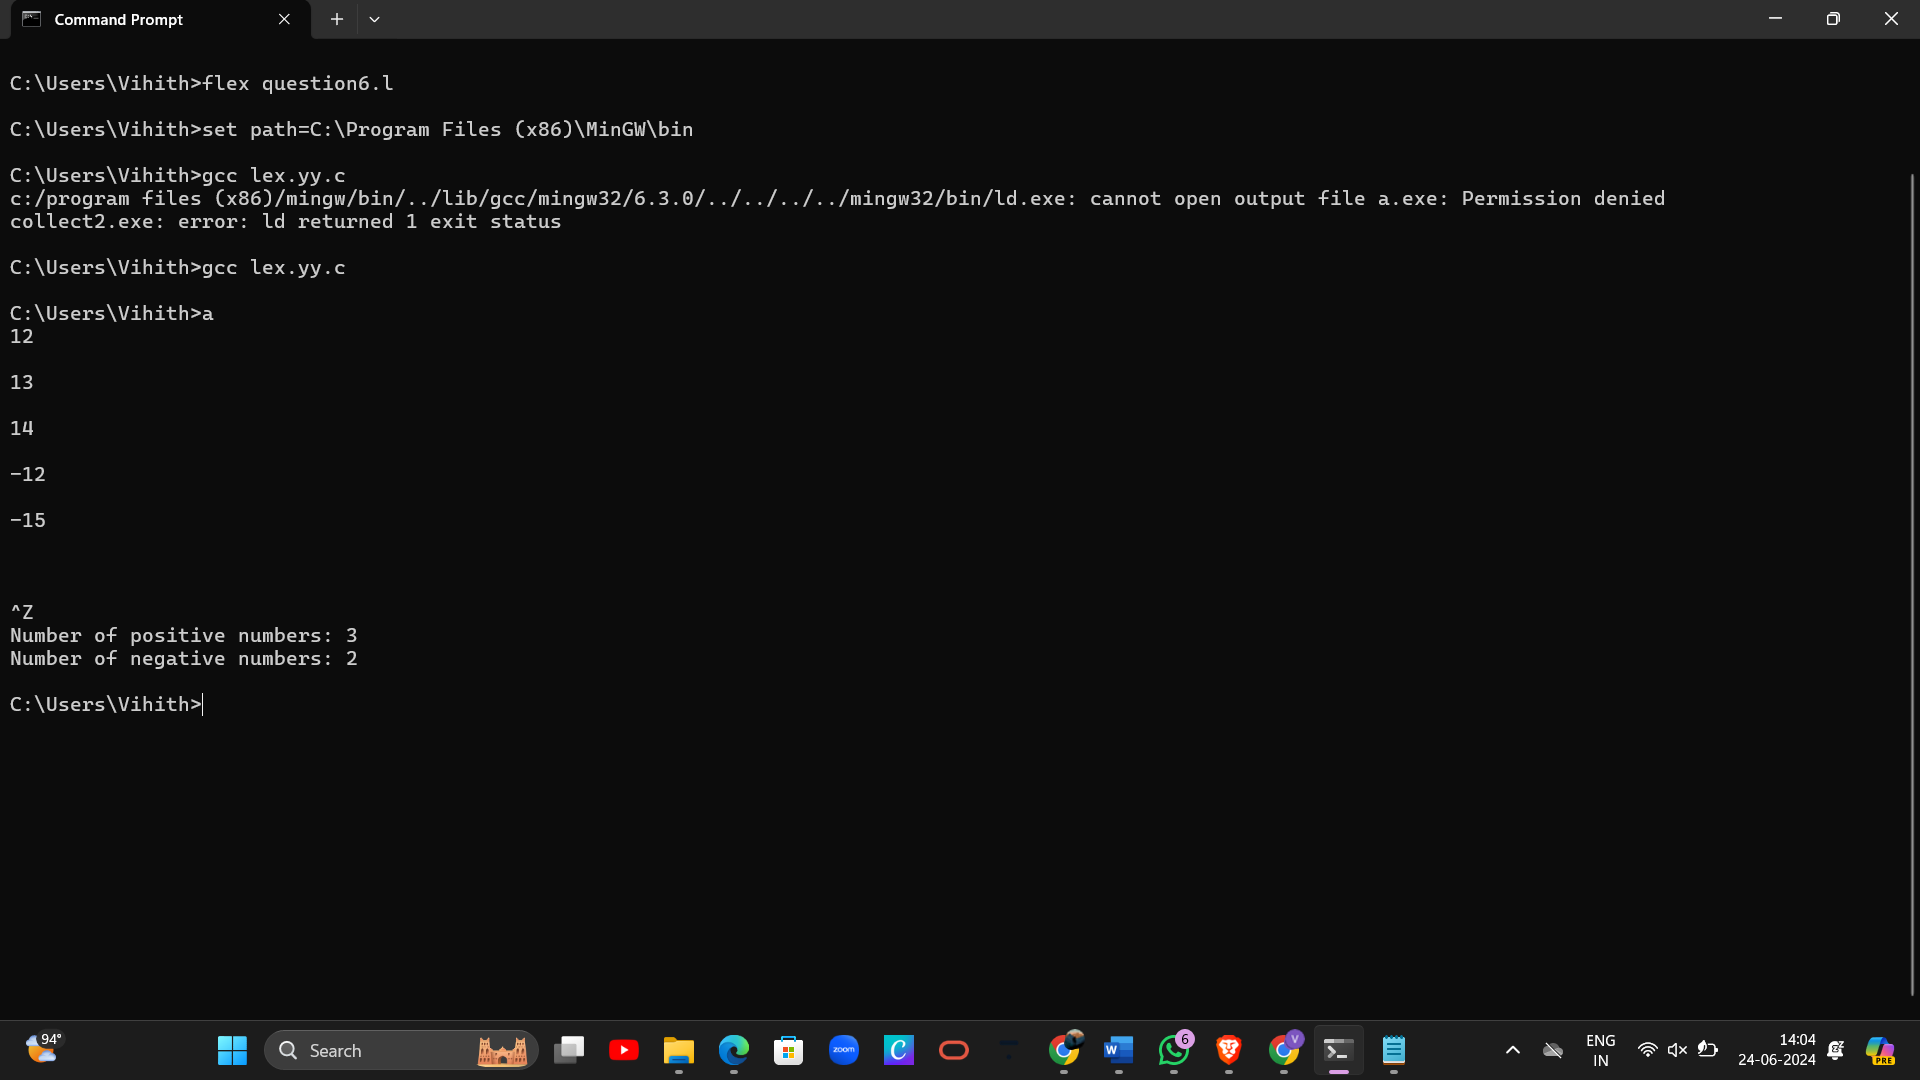 Command Prompt
C:\Users\Vihith>flex question6.l
C:\Users\Vihith>set path=C:\Program Files (x86)\MinGW\bin
C:\Users\Vihith>gcc lex.yy.c
c:/program files (x86)/mingw/bin/../lib/gcc/mingw32/6.3.0/../../../../mingw32/bin/ld.exe: cannot open output file a.exe: Permission denied
collect2.exe: error: ld returned 1 exit status
C:\Users\Vihith>gcc lex.yy.c
C:\Users\Vihith>a
12
13
14
-12
-15
^Z
Number of positive numbers: 3
Number of negative numbers: 2
C:\Users\Vihith>
94°
Search
zoom
C
W
6
V
ENG
IN
14:04
24-06-2024
PRE